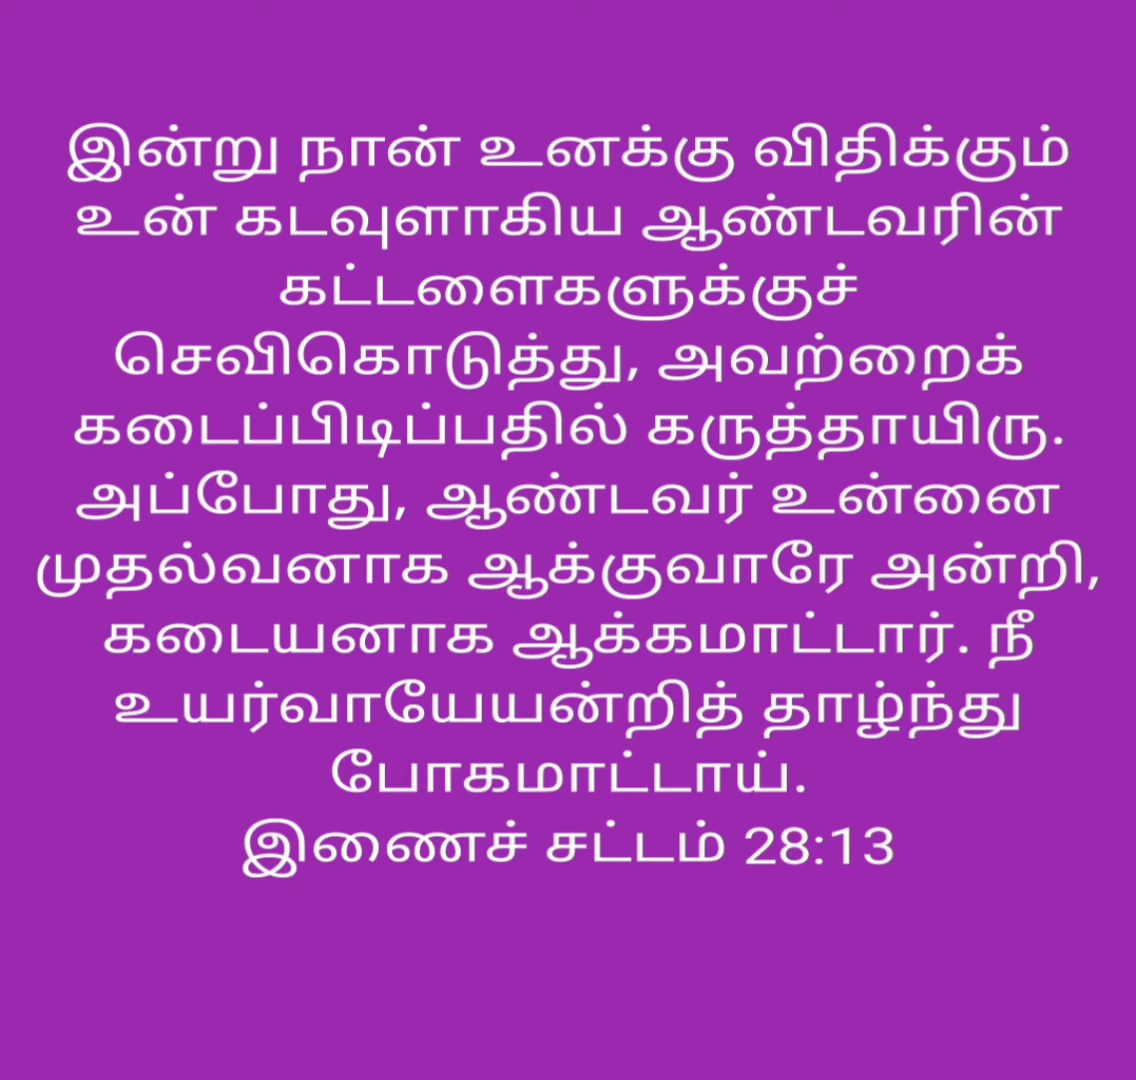 இன்று நான் உனக்கு விதிக்கும்
உன் கடவுளாகிய ஆண்டவரின்
கட்டளைகளுக்குச்
செவிகொடுத்து, அவற்றைக்
கடைப்பிடிப்பதில் கருத்தாயிரு.
அப்போது, ஆண்டவர் உன்னை
முதல்வனாக ஆக்குவாரே அன்றி,
கடையனாக ஆக்கமாட்டார். நீ
உயர்வாயேயன்றித் தாழ்ந்து
போகமாட்டாய்.
இணைச் சட்டம் 28:13